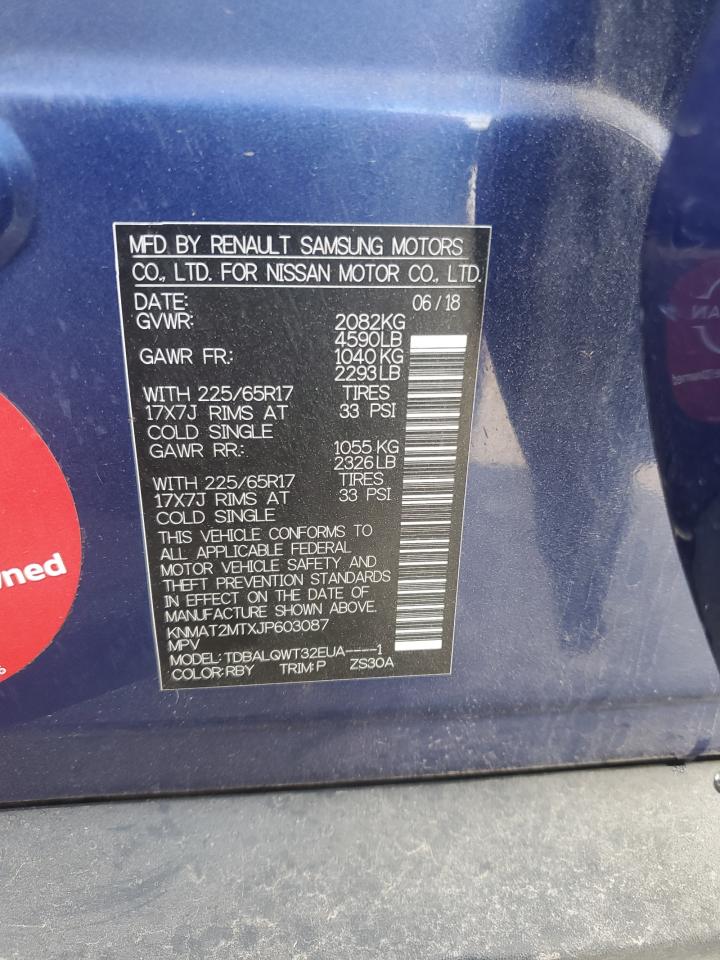 MFD BY RENAULT SAMSUNG MOTORS
CO., LTD. FOR NISSAN MOTOR CO., LTD.
DATE: 06/18
GVWR: 2082KG
4590LB
GAWR FR.: 1040KG
2293LB
WITH 225/65R17 TIRES
17X7J RIMS AT 33 PSI
COLD SINGLE
GAWR RR.: 1055KG
2326LB
WITH 225/65R17 TIRES
17X7J RIMS AT 33 PSI
COLD SINGLE
THIS VEHICLE CONFORMS TO
ALL APPLICABLE FEDERAL
MOTOR VEHICLE SAFETY AND
THEFT PREVENTION STANDARDS
IN EFFECT ON THE DATE OF
MANUFACTURE SHOWN ABOVE.
KNMAT2MTXJP603087
MPV
MODEL: TDBALQWT32EUA----1
COLOR: RBY TRIM: P ZS30A